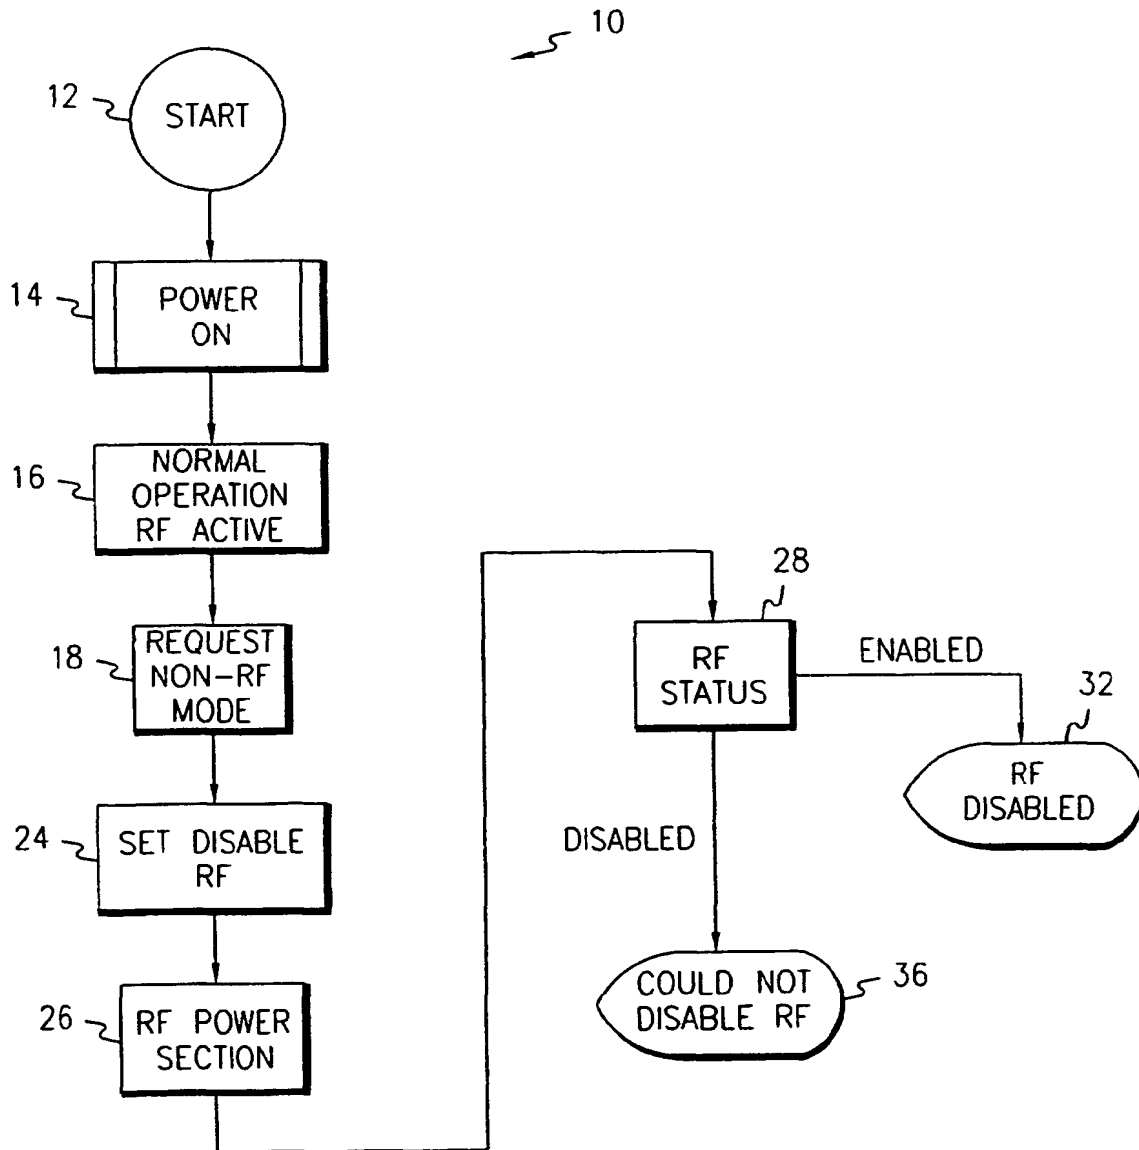 10
12
START
14
POWER
ON
16
NORMAL
OPERATION
RF ACTIVE
18
REQUEST
NON-RF
MODE
24
SET DISABLE
RF
26
RF POWER
SECTION
28
RF
STATUS
ENABLED
32
RF
DISABLED
DISABLED
COULD NOT
DISABLE RF
36